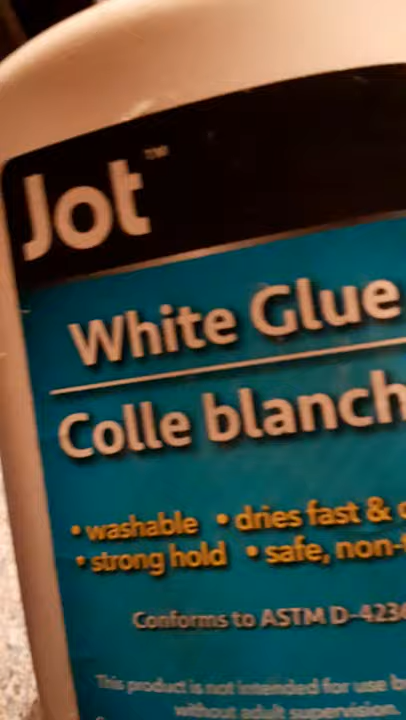 Jot™
White Glue
Colle blanch
• washable • dries fast & c
• strong hold • safe, non-t
Conforms to ASTM D-4236
This product is not intended for use b
without adult supervision.